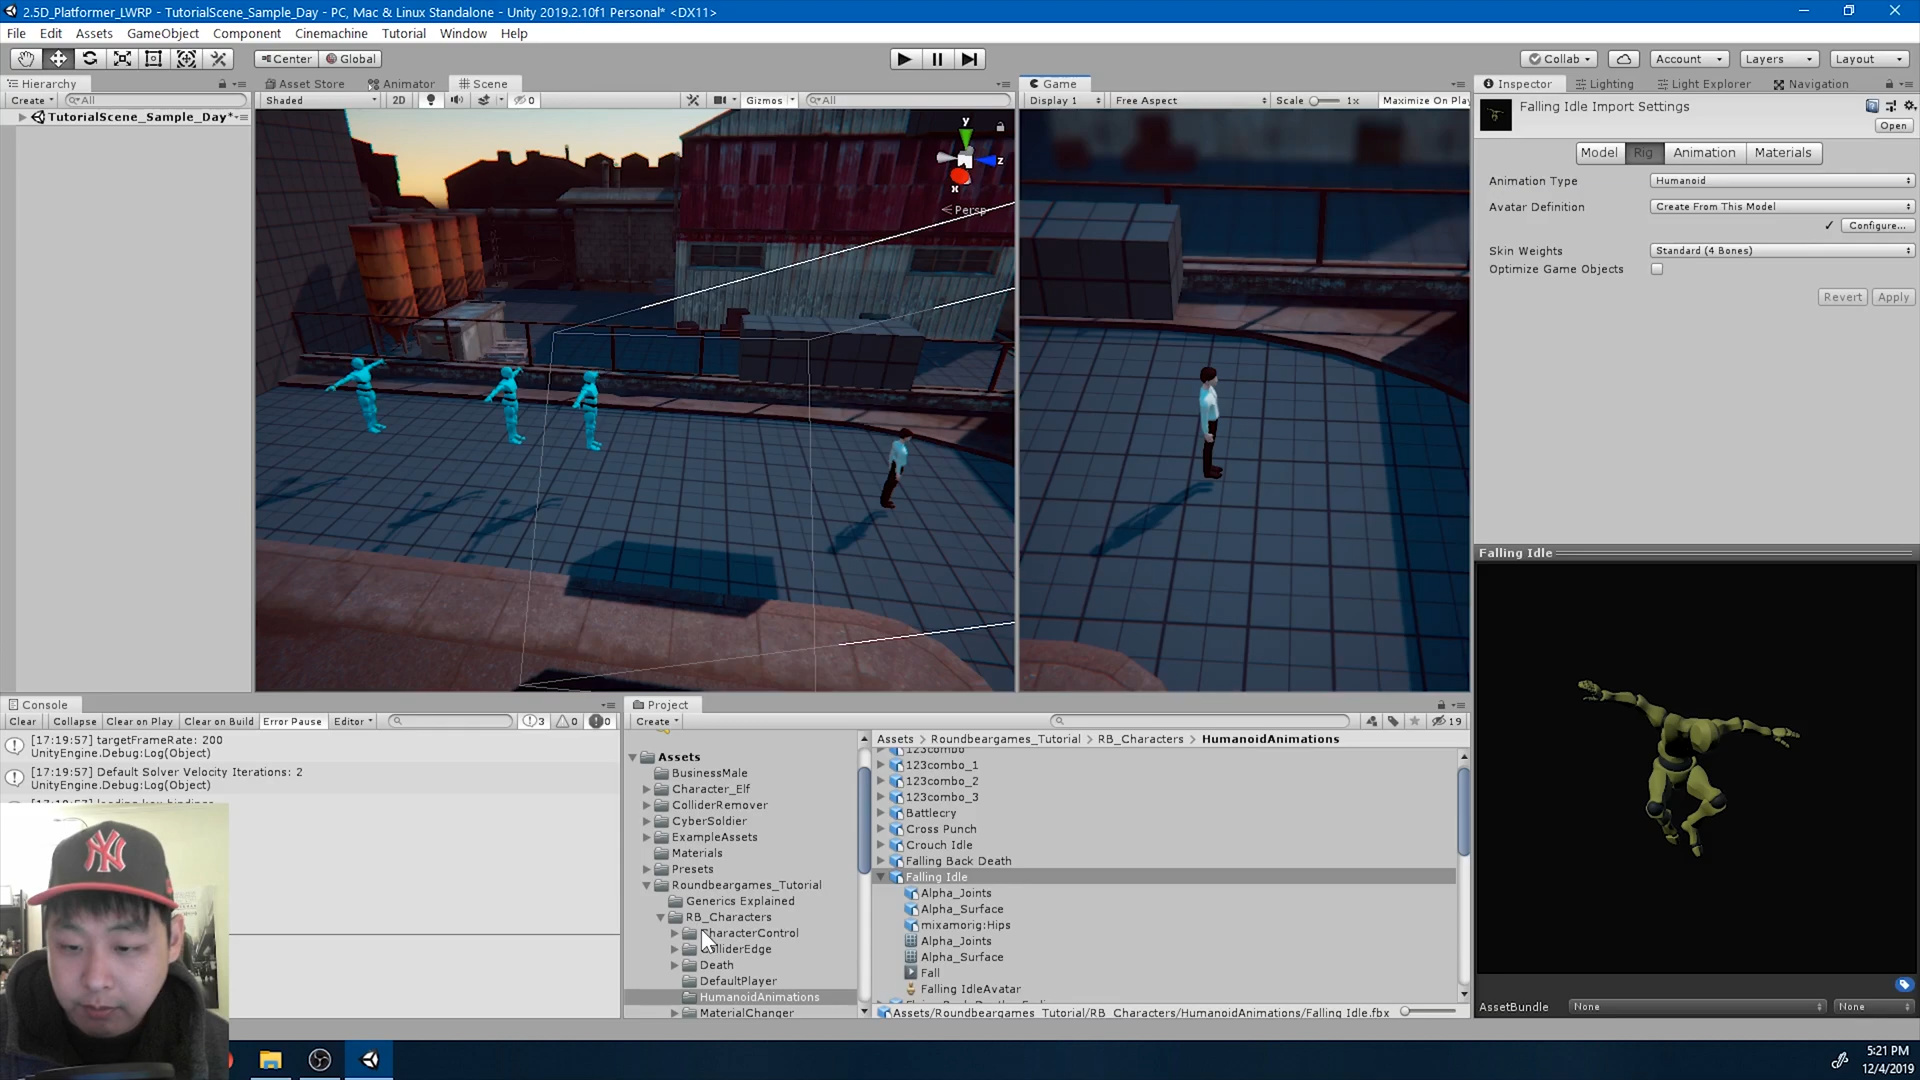 2.5D_Platformer_LWRP - TutorialScene_Sample_Day - PC, Mac & Linux Standalone - Unity 2019.2.10f1 Personal* <DX11>
File Edit Assets GameObject Component Cinemachine Tutorial Window Help
Center Global
Collab Account Layers Layout
Hierarchy
Create All
TutorialScene_Sample_Day*
Asset Store Animator Scene
Shaded 2D 0 Gizmos All
y
z
x
Persp
Game
Display 1 Free Aspect Scale 1x Maximize On Play
Inspector Lighting Light Explorer Navigation
Falling Idle Import Settings
Open
Model Rig Animation Materials
Animation Type Humanoid
Avatar Definition Create From This Model
Configure...
Skin Weights Standard (4 Bones)
Optimize Game Objects
Revert Apply
Falling Idle
AssetBundle None None
Console
Clear Collapse Clear on Play Clear on Build Error Pause Editor 3 0 0
[17:19:57] targetFrameRate: 200
UnityEngine.Debug:Log(Object)
[17:19:57] Default Solver Velocity Iterations: 2
UnityEngine.Debug:Log(Object)
Project
Create 19
Assets
BusinessMale
Character_Elf
ColliderRemover
CyberSoldier
ExampleAssets
Materials
Presets
Roundbeargames_Tutorial
Generics Explained
RB_Characters
CharacterControl
ColliderEdge
Death
DefaultPlayer
HumanoidAnimations
MaterialChanger
Assets > Roundbeargames_Tutorial > RB_Characters > HumanoidAnimations
123combo
123combo_1
123combo_2
123combo_3
Battlecry
Cross Punch
Crouch Idle
Falling Back Death
Falling Idle
Alpha_Joints
Alpha_Surface
mixamorig:Hips
Alpha_Joints
Alpha_Surface
Fall
Falling IdleAvatar
Assets/Roundbeargames_Tutorial/RB_Characters/HumanoidAnimations/Falling Idle.fbx
NY
5:21 PM
12/4/2019